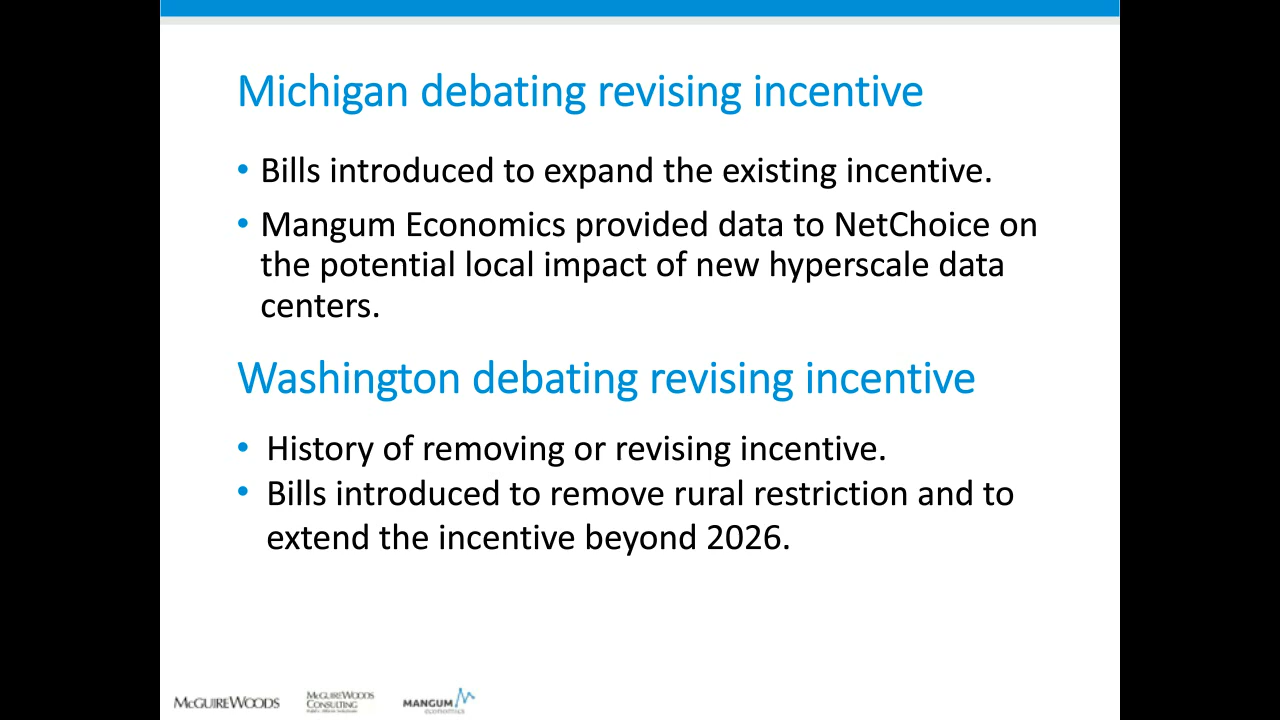 Michigan debating revising incentive
• Bills introduced to expand the existing incentive.
• Mangum Economics provided data to NetChoice on
the potential local impact of new hyperscale data
centers.
Washington debating revising incentive
• History of removing or revising incentive.
• Bills introduced to remove rural restriction and to
extend the incentive beyond 2026.
McGUIREWOODS
McGUIREWOODS
CONSULTING
MANGUM
ECONOMICS